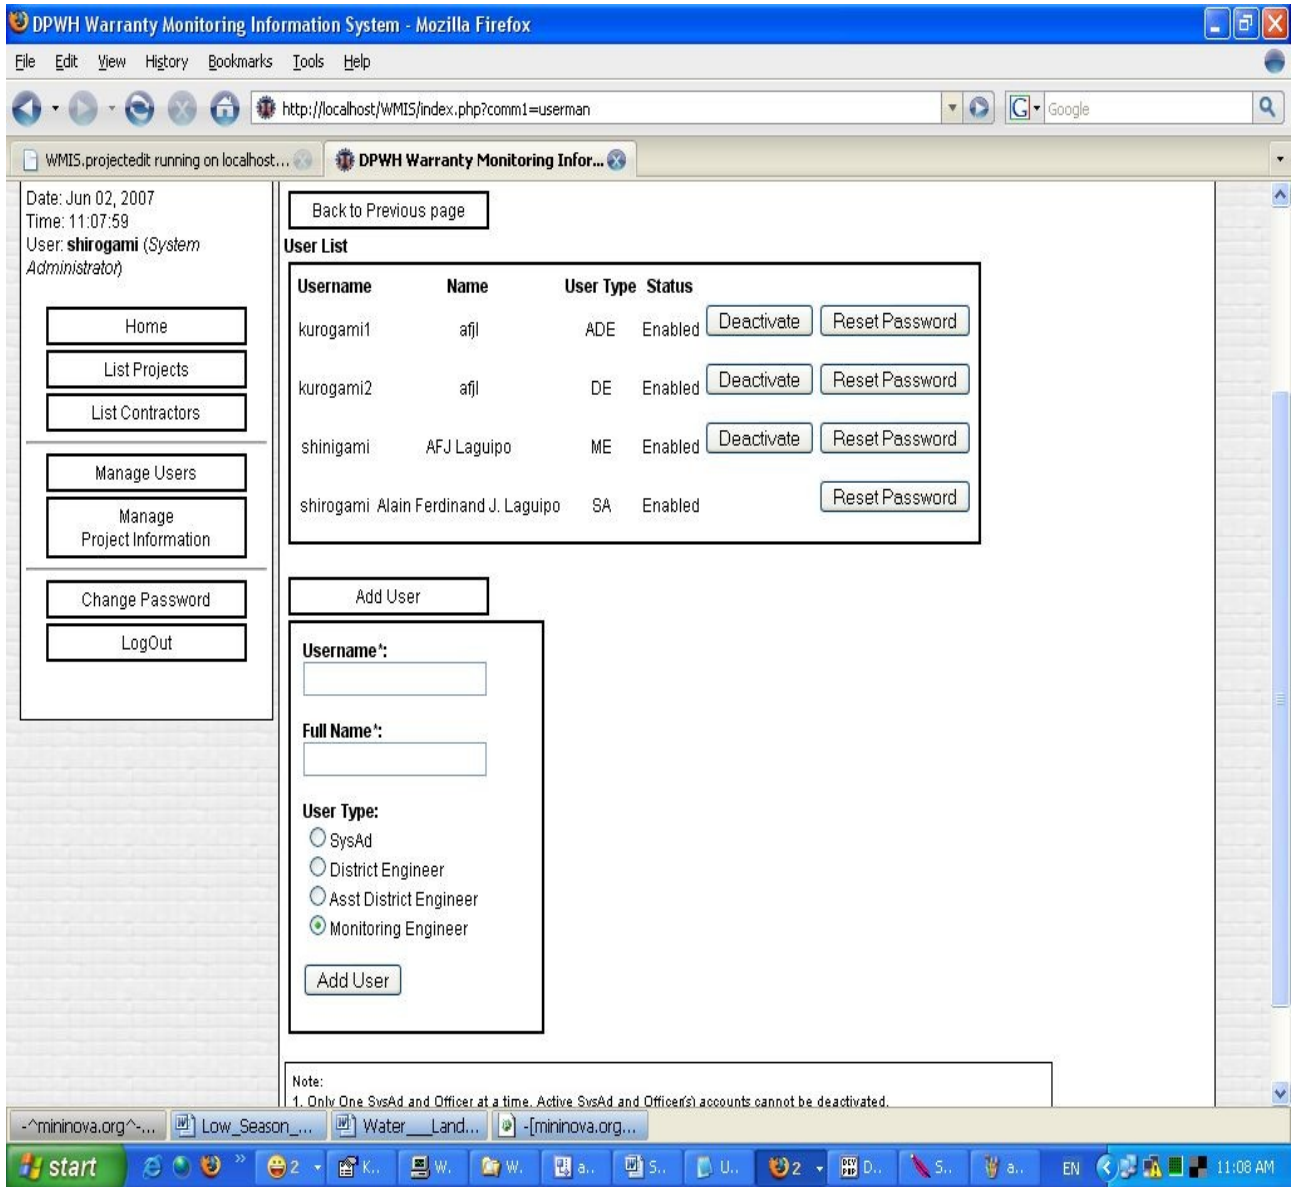 DPWH Warranty Monitoring Information System - Mozilla Firefox
File Edit View History Bookmarks Tools Help
http://localhost/WMIS/index.php?comm1=userman
G Google
WMIS.projectedit running on localhost...
DPWH Warranty Monitoring Infor...
Date: Jun 02, 2007
Time: 11:07:59
User: shirogami (System
Administrator)
Home
List Projects
List Contractors
Manage Users
Manage
Project Information
Change Password
LogOut
Back to Previous page
User List
Username Name User Type Status
kurogami1 afjl ADE Enabled Deactivate Reset Password
kurogami2 afjl DE Enabled Deactivate Reset Password
shinigami AFJ Laguipo ME Enabled Deactivate Reset Password
shirogami Alain Ferdinand J. Laguipo SA Enabled Reset Password
Add User
Username*:
Full Name*:
User Type:
SysAd
District Engineer
Asst District Engineer
Monitoring Engineer
Add User
Note:
1. Only One SysAd and Officer at a time. Active SysAd and Officer(s) accounts cannot be deactivated.
-^mininova.org^-... Low_Season_... Water___Land... -[mininova.org...
start » 2 K.. W.. W.. a.. S.. U.. 2 D.. S.. a.. EN 11:08 AM